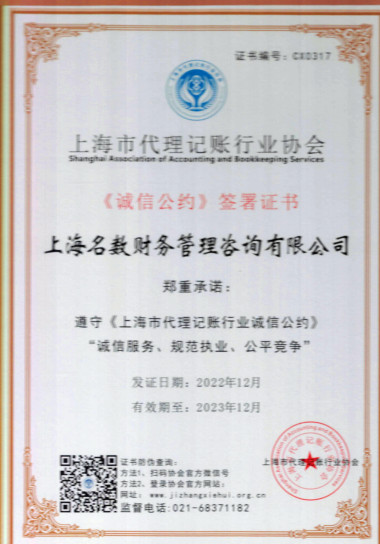 证书编号：CX0317
上海市代理记账行业协会
Shanghai Association of Accounting and Bookkeeping Services
《诚信公约》签署证书
上海名数财务管理咨询有限公司
郑重承诺：
遵守《上海市代理记账行业诚信公约》
“诚信服务、规范执业、公平竞争”
发证日期：2022年12月
有效期至：2023年12月
证书防伪查询：
方法1、扫码协会官方微信号
方法2、登录协会官方网站：
网址：www.jizhangxiehui.org.cn
监督电话：021-68371182
上海市代理记账行业协会